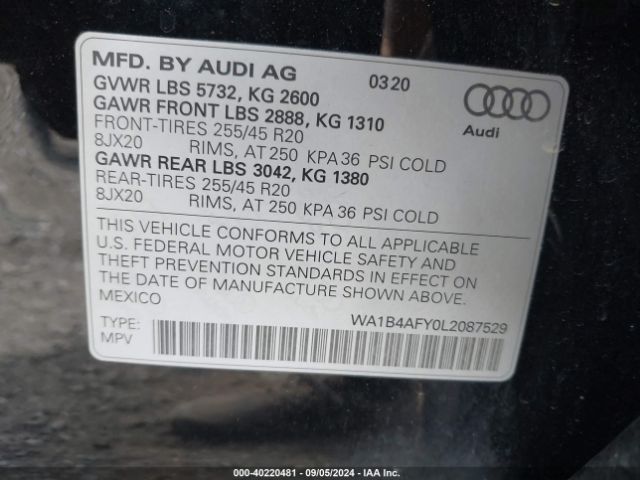 MFD. BY AUDI AG 0320
GVWR LBS 5732, KG 2600
GAWR FRONT LBS 2888, KG 1310
FRONT-TIRES 255/45 R20
8JX20 RIMS, AT 250 KPA 36 PSI COLD
GAWR REAR LBS 3042, KG 1380
REAR-TIRES 255/45 R20
8JX20 RIMS, AT 250 KPA 36 PSI COLD
Audi
THIS VEHICLE CONFORMS TO ALL APPLICABLE
U.S. FEDERAL MOTOR VEHICLE SAFETY AND
THEFT PREVENTION STANDARDS IN EFFECT ON
THE DATE OF MANUFACTURE SHOWN ABOVE.
MEXICO
WA1B4AFY0L2087529
TYPE:
MPV
000-40220481 - 09/05/2024 - IAA Inc.